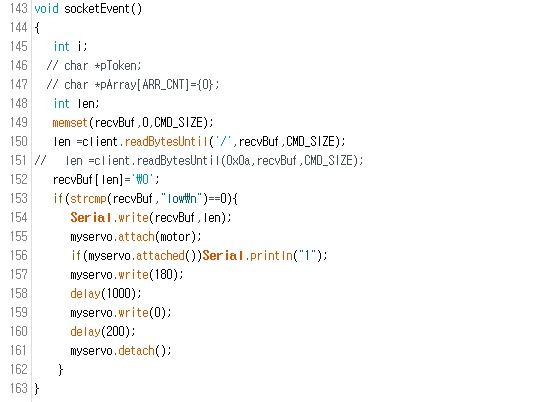 143 void socketEvent()
144 {
145 int i;
146 // char *pToken;
147 // char *pArray[ARR_CNT]={0};
148 int len;
149 memset(recvBuf,0,CMD_SIZE);
150 len =client.readBytesUntil('/',recvBuf,CMD_SIZE);
151 // len =client.readBytesUntil(0x0a,recvBuf,CMD_SIZE);
152 recvBuf[len]='₩0';
153 if(strcmp(recvBuf,"low₩n")==0){
154 Serial.write(recvBuf,len);
155 myservo.attach(motor);
156 if(myservo.attached())Serial.println("1");
157 myservo.write(180);
158 delay(1000);
159 myservo.write(0);
160 delay(200);
161 myservo.detach();
162 }
163 }